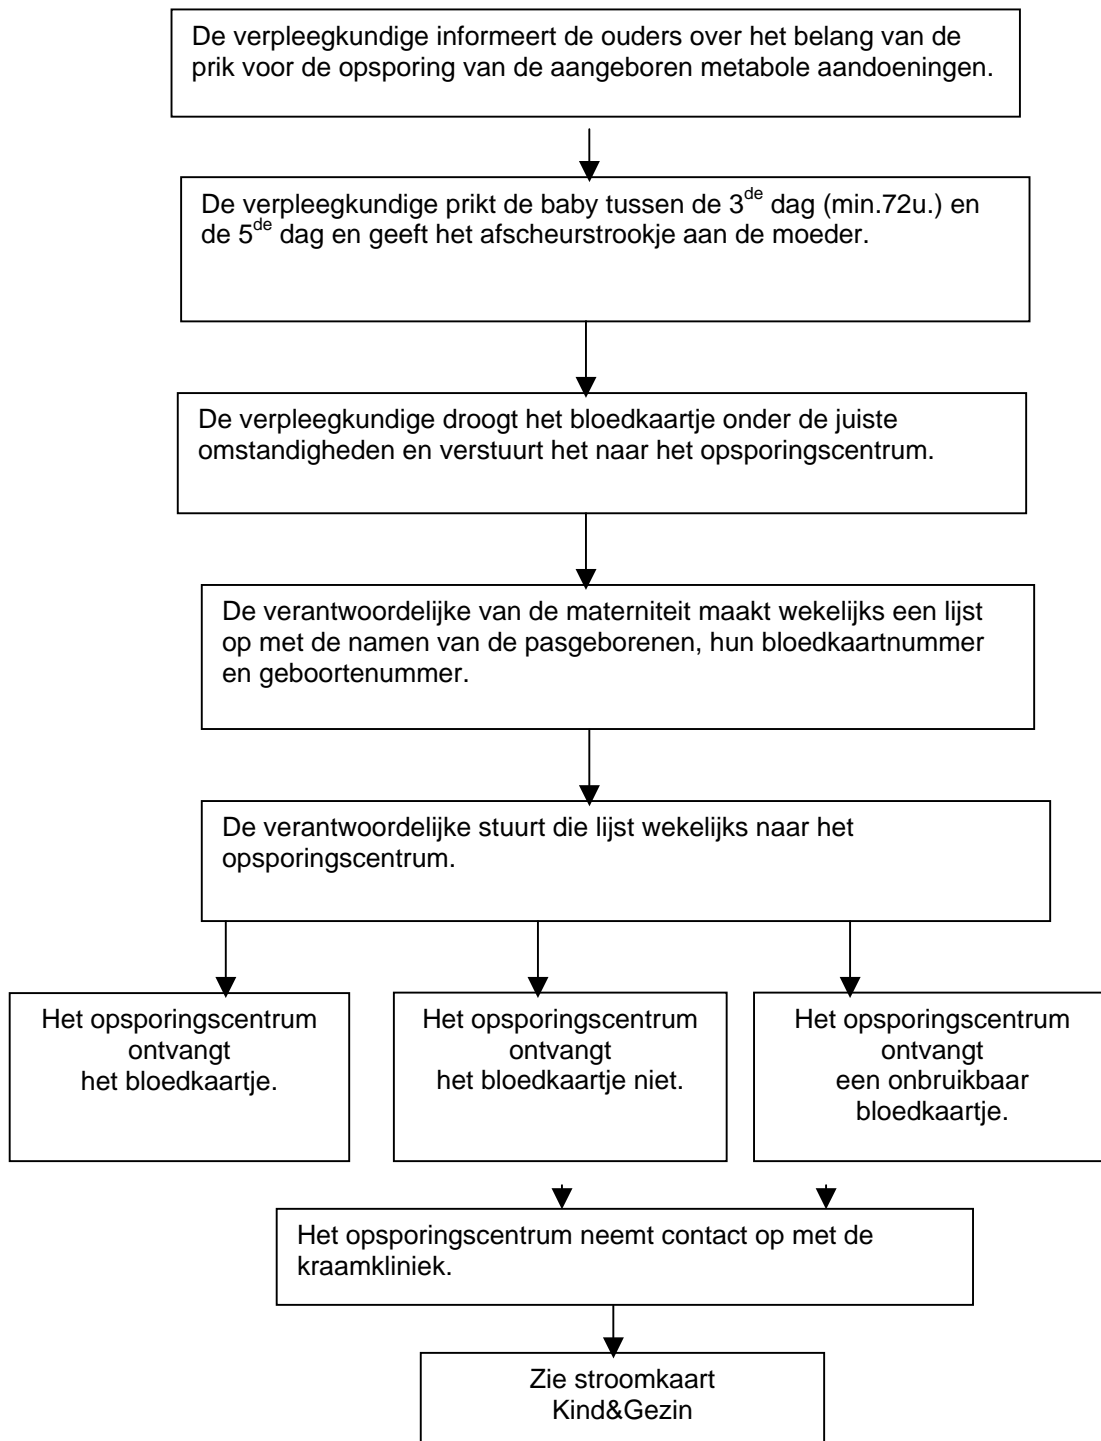 De verpleegkundige informeert de ouders over het belang van de
prik voor de opsporing van de aangeboren metabole aandoeningen.
De verpleegkundige prikt de baby tussen de 3de dag (min.72u.) en
de 5de dag en geeft het afscheurstrookje aan de moeder.
De verpleegkundige droogt het bloedkaartje onder de juiste
omstandigheden en verstuurt het naar het opsporingscentrum.
De verantwoordelijke van de materniteit maakt wekelijks een lijst
op met de namen van de pasgeborenen, hun bloedkaartnummer
en geboortenummer.
De verantwoordelijke stuurt die lijst wekelijks naar het
opsporingscentrum.
Het opsporingscentrum
ontvangt
het bloedkaartje.
Het opsporingscentrum
ontvangt
het bloedkaartje niet.
Het opsporingscentrum
ontvangt
een onbruikbaar
bloedkaartje.
Het opsporingscentrum neemt contact op met de
kraamkliniek.
Zie stroomkaart
Kind&Gezin